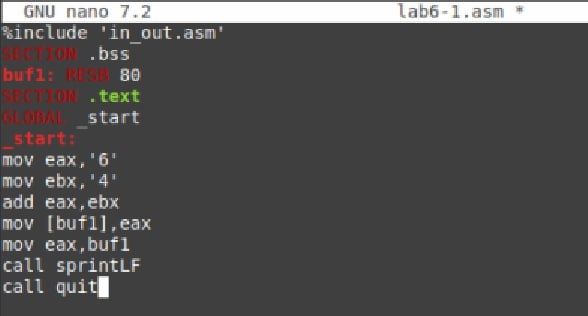 GNU nano 7.2 lab6-1.asm *
%include 'in_out.asm'
SECTION .bss
buf1: RESB 80
SECTION .text
GLOBAL _start
_start:
mov eax,'6'
mov ebx,'4'
add eax,ebx
mov [buf1],eax
mov eax,buf1
call sprintLF
call quit